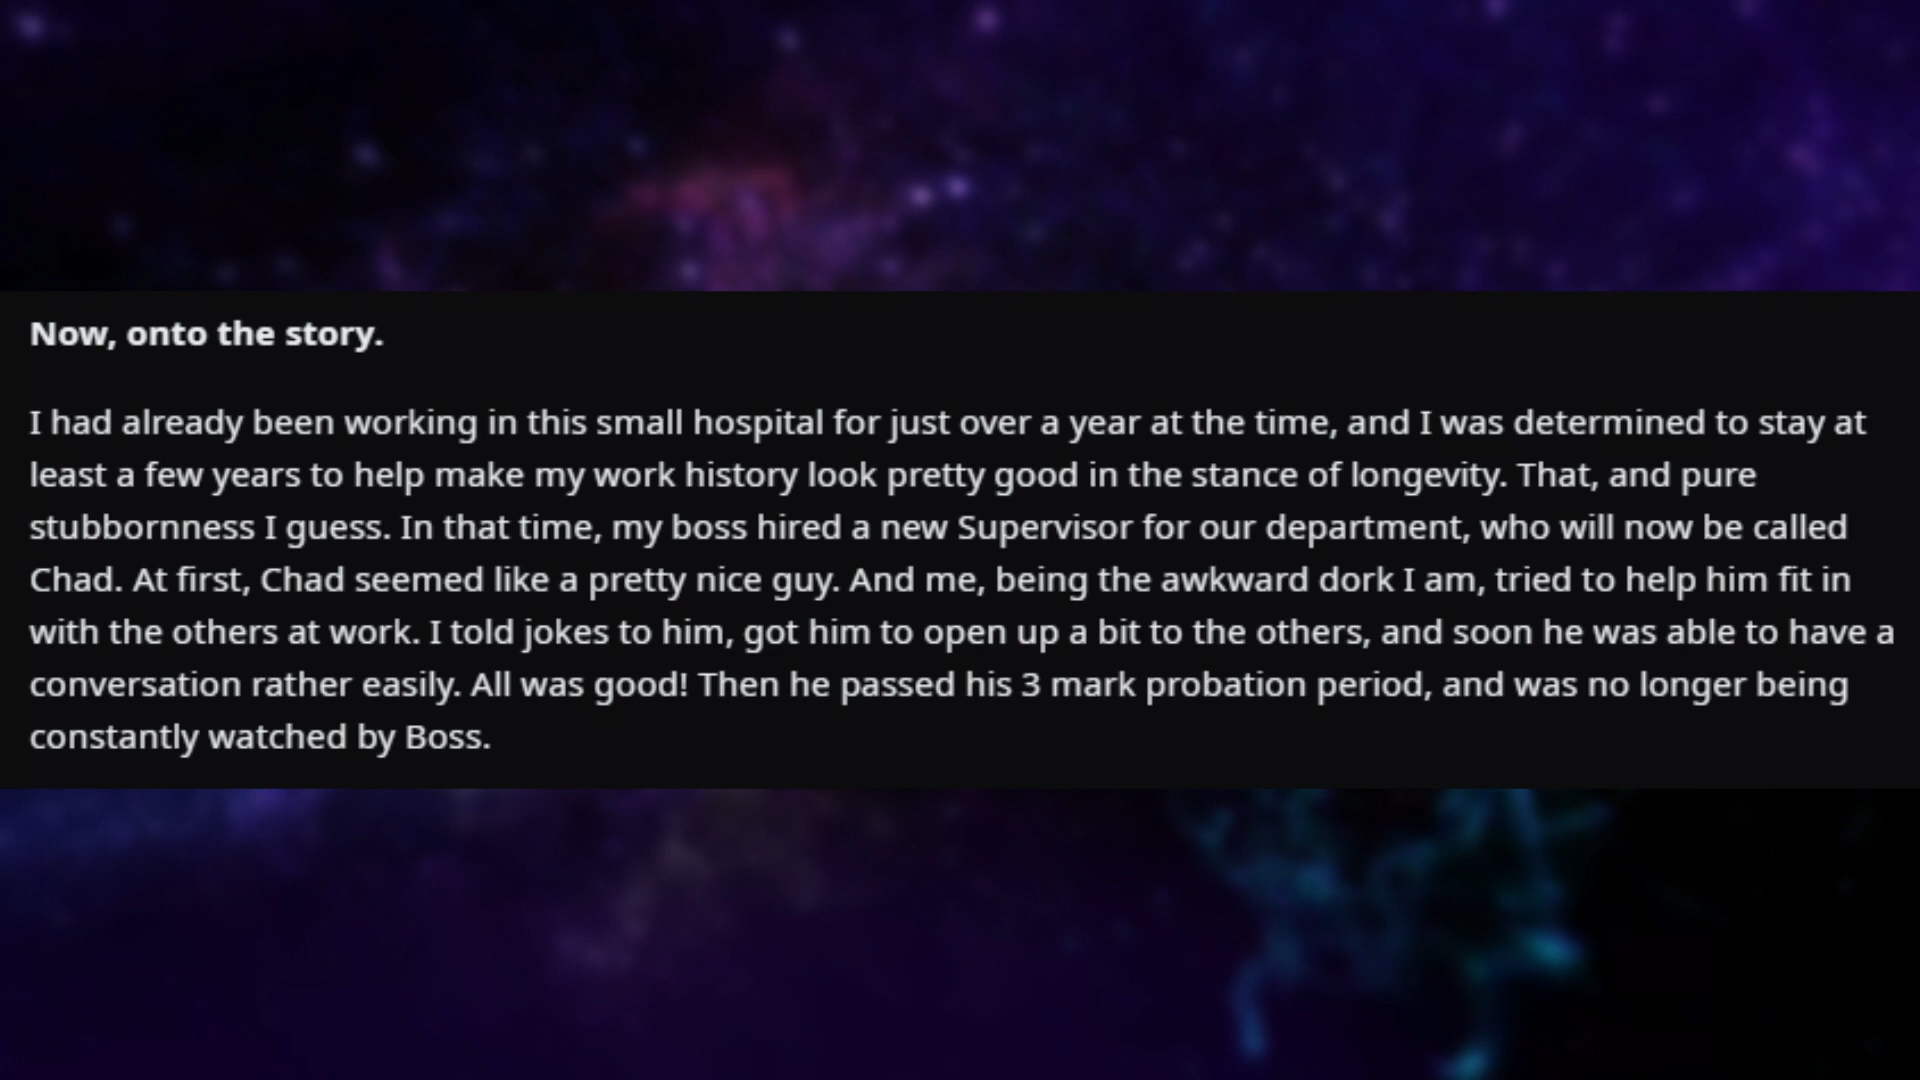 Now, onto the story.
I had already been working in this small hospital for just over a year at the time, and I was determined to stay at
least a few years to help make my work history look pretty good in the stance of longevity. That, and pure
stubbornness I guess. In that time, my boss hired a new Supervisor for our department, who will now be called
Chad. At first, Chad seemed like a pretty nice guy. And me, being the awkward dork I am, tried to help him fit in
with the others at work. I told jokes to him, got him to open up a bit to the others, and soon he was able to have a
conversation rather easily. All was good! Then he passed his 3 mark probation period, and was no longer being
constantly watched by Boss.